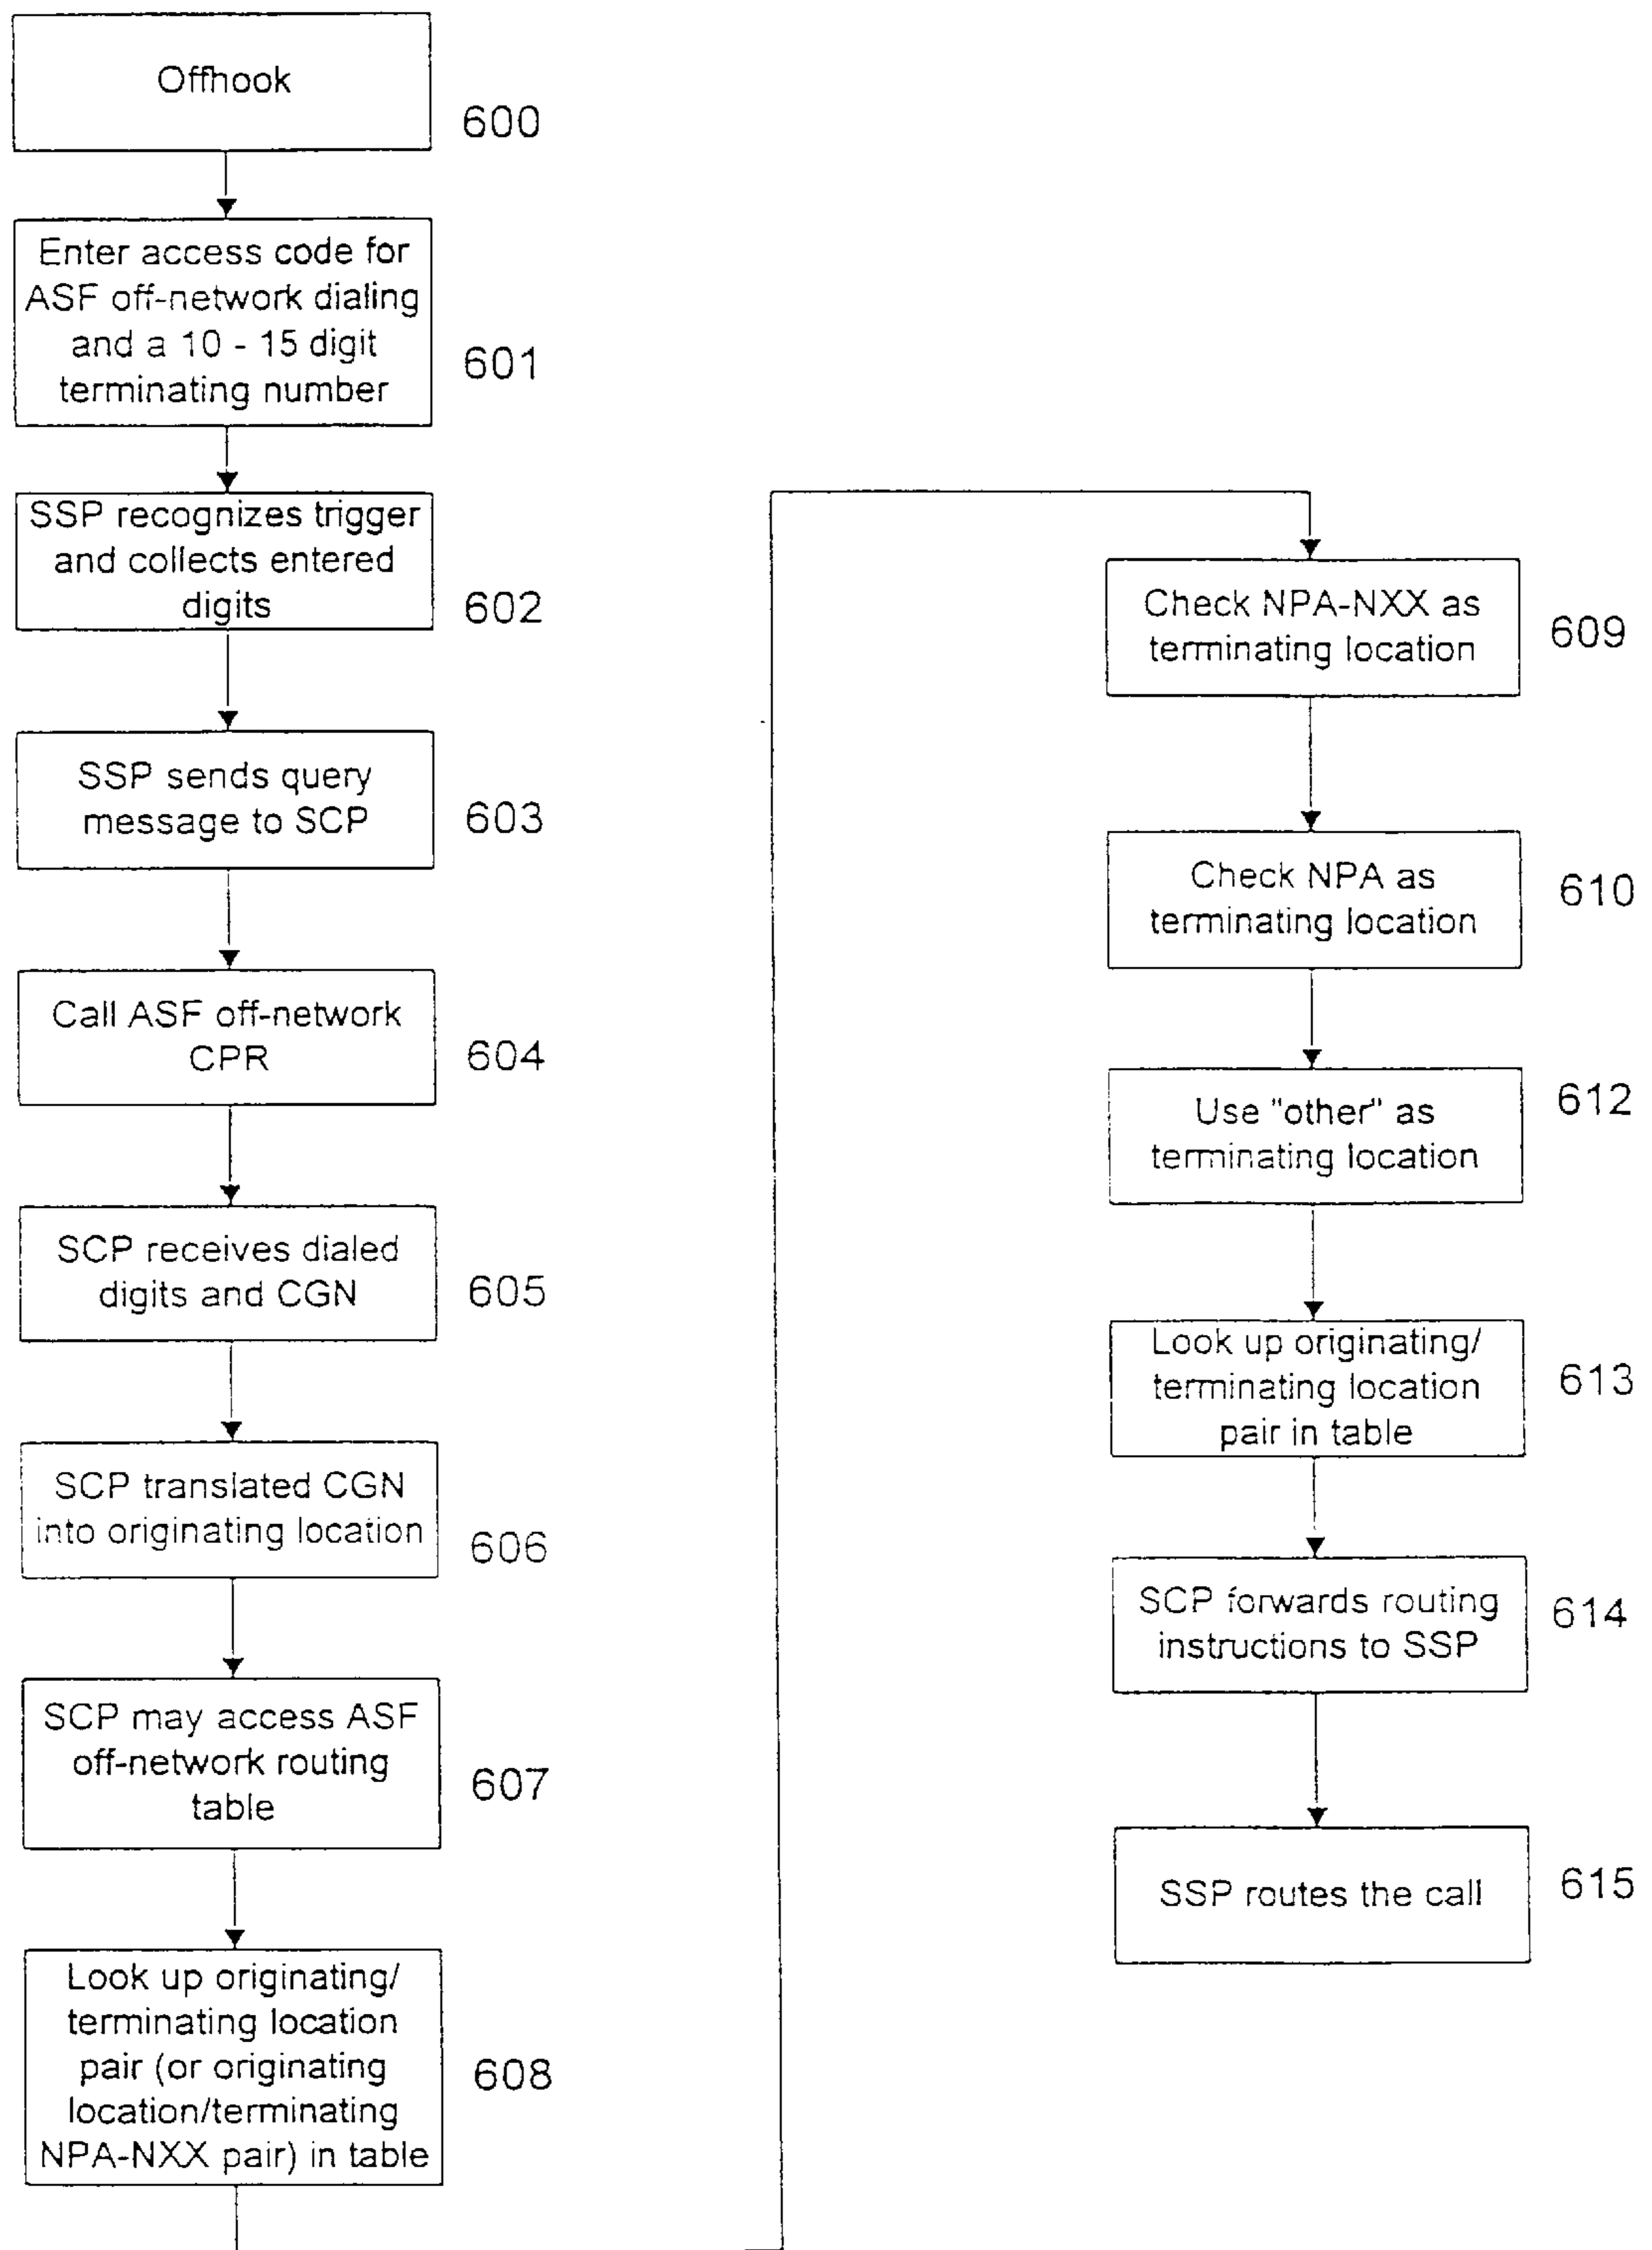 Offhook
600
Enter access code for
ASF off-network dialing
and a 10 - 15 digit
terminating number
601
SSP recognizes trigger
and collects entered
digits
602
SSP sends query
message to SCP
603
Call ASF off-network
CPR
604
SCP receives dialed
digits and CGN
605
SCP translated CGN
into originating location
606
SCP may access ASF
off-network routing
table
607
Look up originating/
terminating location
pair (or originating
location/terminating
NPA-NXX pair) in table
608
Check NPA-NXX as
terminating location
609
Check NPA as
terminating location
610
Use "other" as
terminating location
612
Look up originating/
terminating location
pair in table
613
SCP forwards routing
instructions to SSP
614
SSP routes the call
615